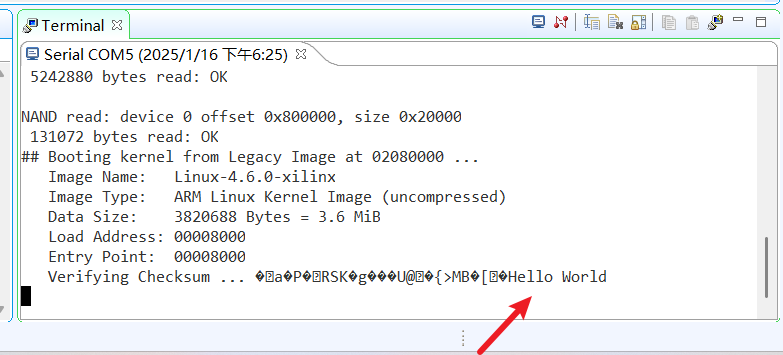 Terminal
Serial COM5 (2025/1/16 下午6:25)
5242880 bytes read: OK
NAND read: device 0 offset 0x800000, size 0x20000
131072 bytes read: OK
## Booting kernel from Legacy Image at 02080000 ...
Image Name:   Linux-4.6.0-xilinx
Image Type:   ARM Linux Kernel Image (uncompressed)
Data Size:    3820688 Bytes = 3.6 MiB
Load Address: 00008000
Entry Point:  00008000
Verifying Checksum ... �a�P�RSK�g���U@�{>MB�[�Hello World